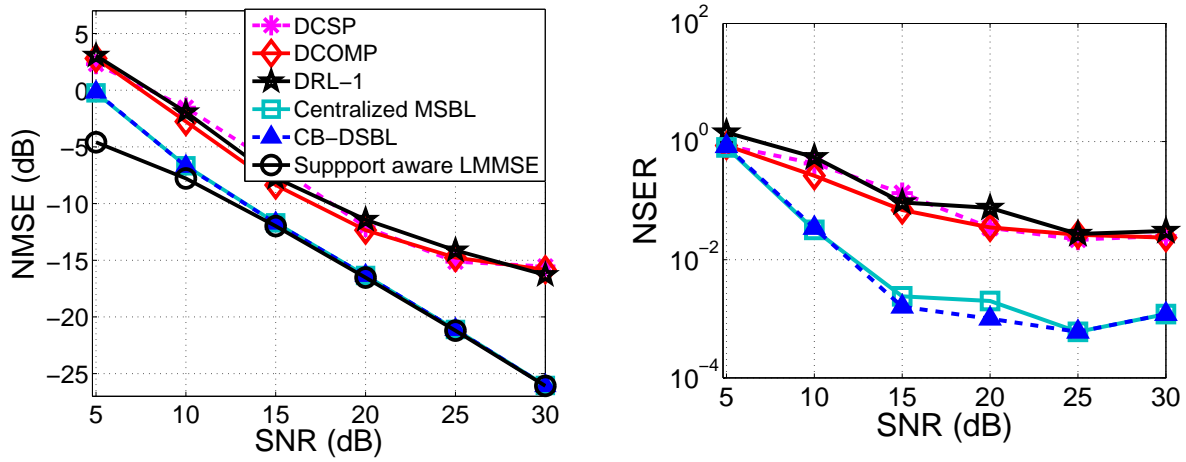 5
0
−5
−10
−15
−20
−25
NMSE (dB)
5 10 15 20 25 30
SNR (dB)
DCSP
DCOMP
DRL−1
Centralized MSBL
CB−DSBL
Suppport aware LMMSE
10^2
10^0
10^−2
10^−4
NSER
5 10 15 20 25 30
SNR (dB)